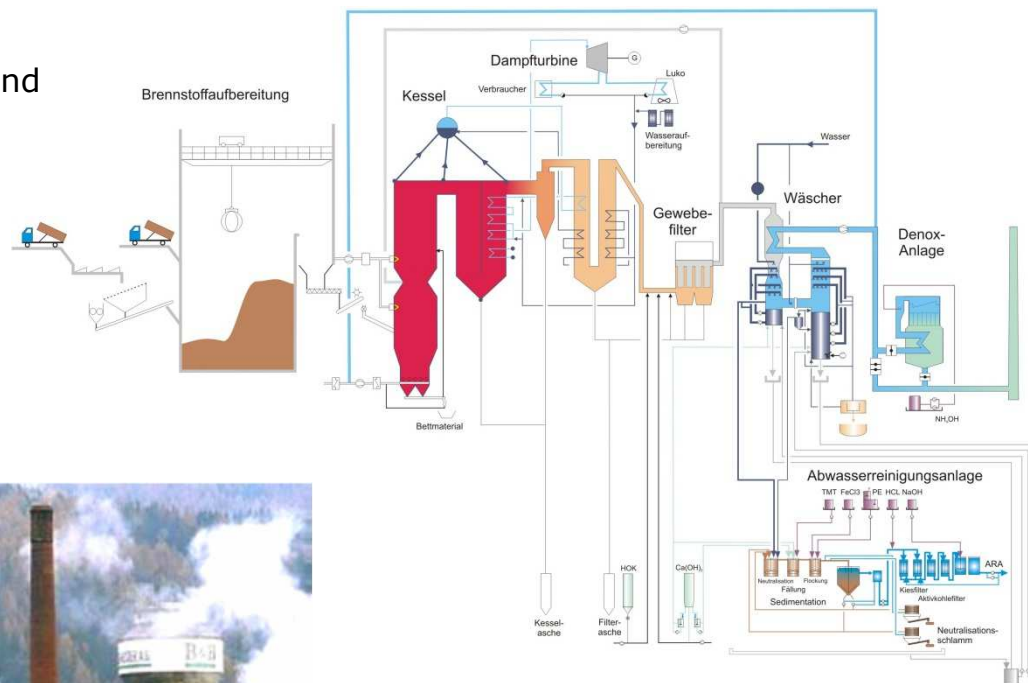 nd
Brennstoffaufbereitung
Kessel
Dampfturbine
G
Verbraucher
Luko
Wasserauf-
bereitung
Wasser
Wäscher
Gewebe-
filter
Denox-
Anlage
NH₄OH
Bettmaterial
Abwasserreinigungsanlage
TMT FeCl3 PE HCL NaOH
Neutralisation
Fällung
Flockung
Sedimentation
ARA
Kiesfilter
Aktivkohlefilter
Neutralisations-
schlamm
HOK
Ca(OH)₂
Kessel-
asche
Filter-
asche
B&B